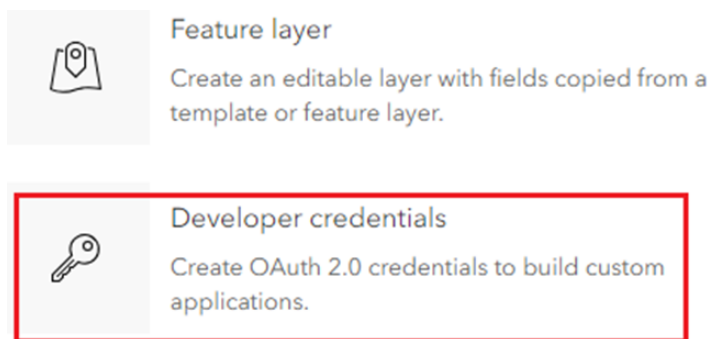 Feature layer
Create an editable layer with fields copied from a
template or feature layer.
Developer credentials
Create OAuth 2.0 credentials to build custom
applications.